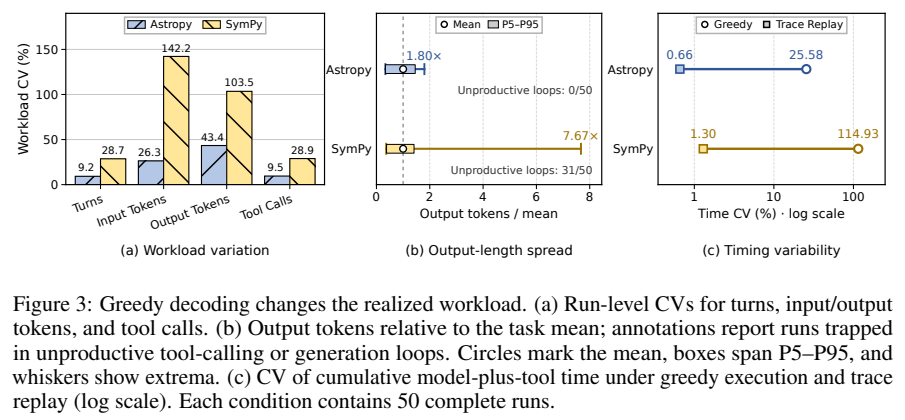 Astropy SymPy
Workload CV (%)
150
100
50
0
9.2 28.7 26.3 142.2 43.4 103.5 9.5 28.9
Turns Input Tokens Output Tokens Tool Calls
(a) Workload variation
Mean P5–P95
Astropy
1.80×
Unproductive loops: 0/50
SymPy
7.67×
Unproductive loops: 31/50
0 2 4 6 8
Output tokens / mean
(b) Output-length spread
Greedy Trace Replay
Astropy
0.66 25.58
SymPy
1.30 114.93
1 10 100
Time CV (%) · log scale
(c) Timing variability
Figure 3: Greedy decoding changes the realized workload. (a) Run-level CVs for turns, input/output
tokens, and tool calls. (b) Output tokens relative to the task mean; annotations report runs trapped
in unproductive tool-calling or generation loops. Circles mark the mean, boxes span P5–P95, and
whiskers show extrema. (c) CV of cumulative model-plus-tool time under greedy execution and trace
replay (log scale). Each condition contains 50 complete runs.